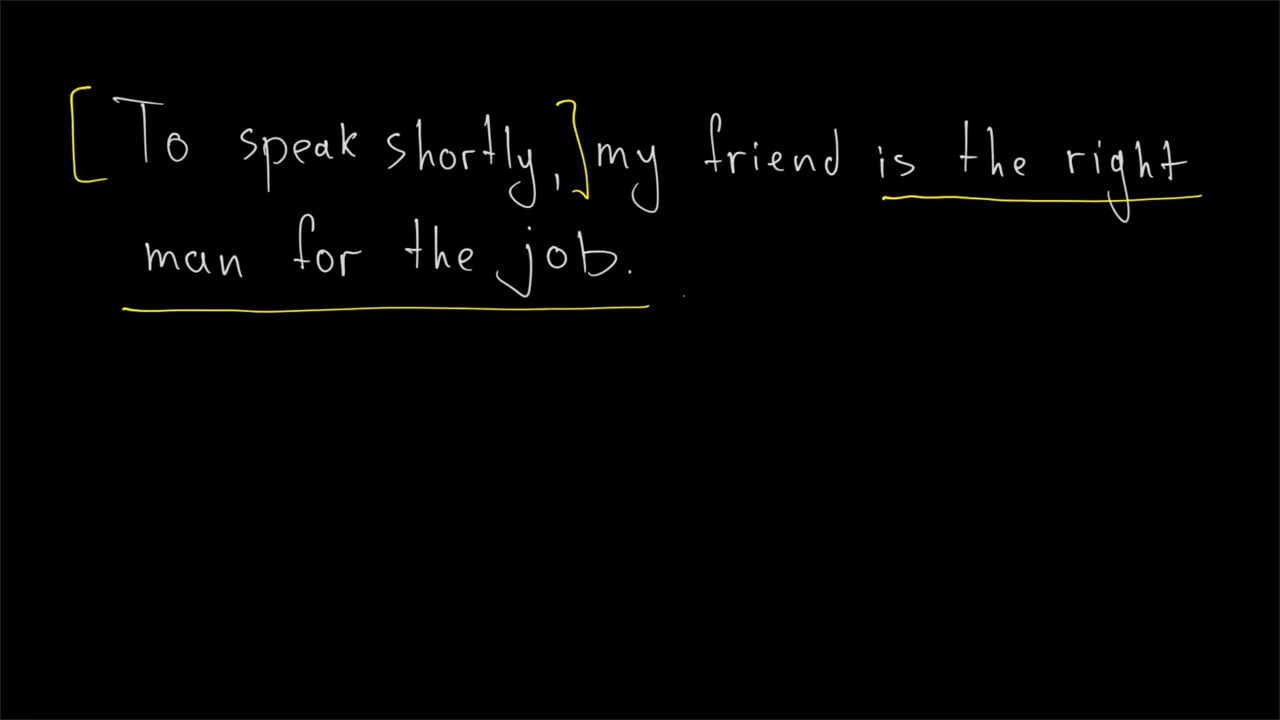 [To speak shortly,] my friend is the right
man for the job.